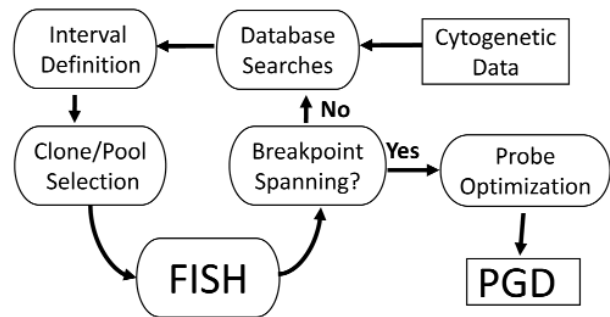 Interval
Definition
Database
Searches
Cytogenetic
Data
No
Clone/Pool
Selection
Breakpoint
Spanning?
Yes
Probe
Optimization
FISH
PGD